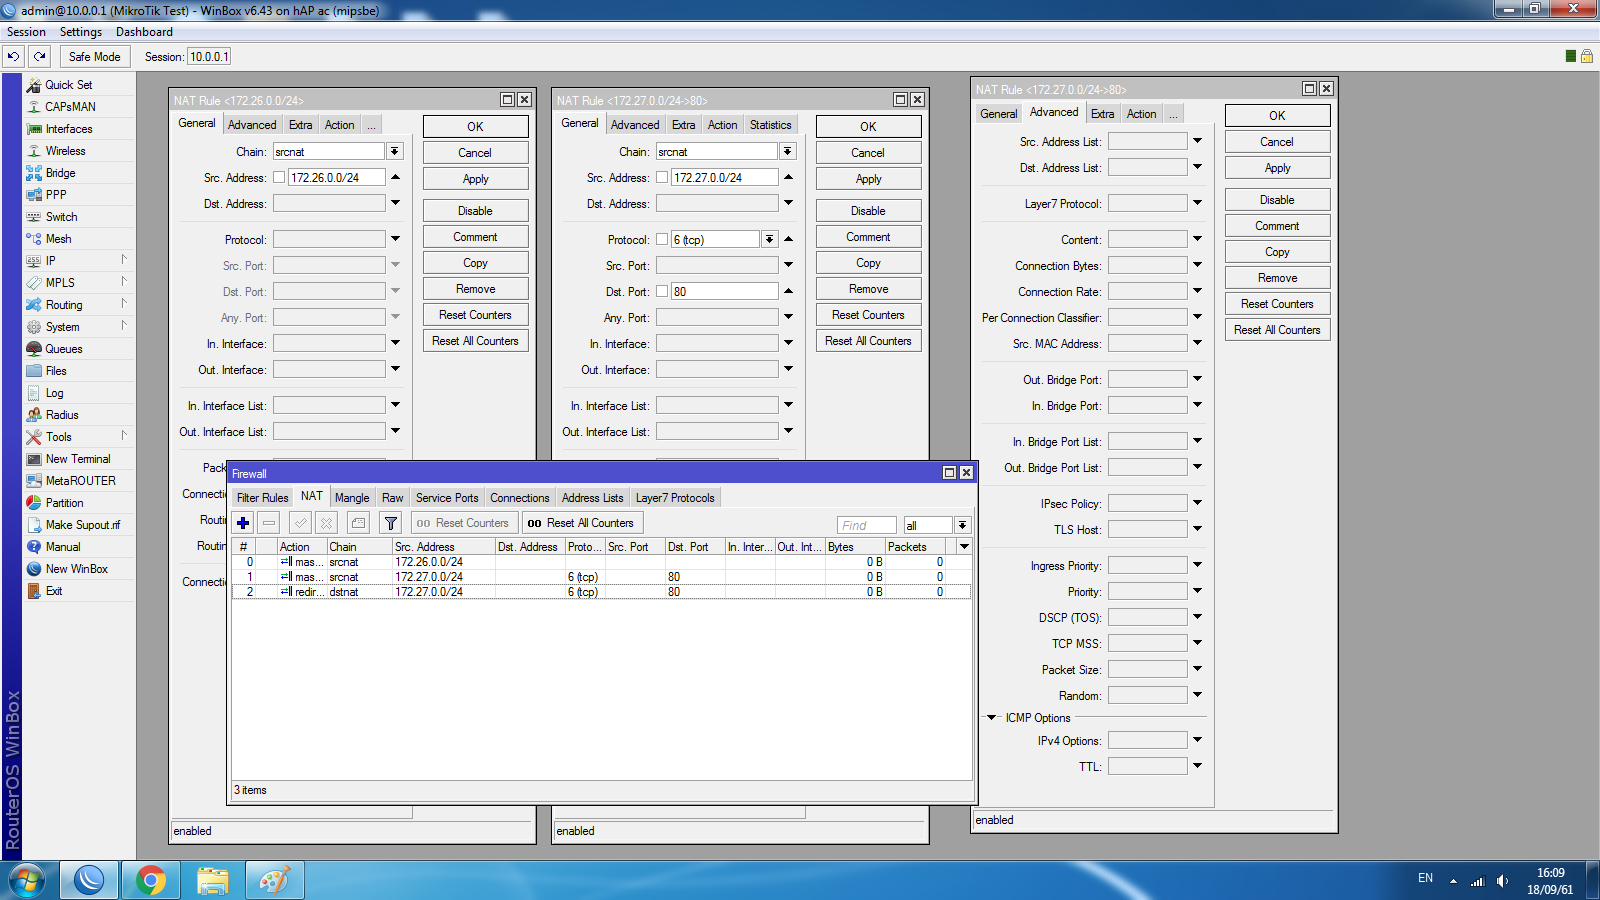 admin@10.0.0.1 (MikroTik Test) - WinBox v6.43 on hAP ac (mipsbe)
Session Settings Dashboard
Safe Mode Session: 10.0.0.1
Quick Set
CAPsMAN
Interfaces
Wireless
Bridge
PPP
Switch
Mesh
IP
MPLS
Routing
System
Queues
Files
Log
Radius
Tools
New Terminal
MetaROUTER
Partition
Make Supout.rif
Manual
New WinBox
Exit
RouterOS WinBox
NAT Rule <172.26.0.0/24>
General Advanced Extra Action ...
Chain: srcnat
Src. Address: 172.26.0.0/24
Dst. Address:
Protocol:
Src. Port:
Dst. Port:
Any. Port:
In. Interface:
Out. Interface:
In. Interface List:
Out. Interface List:
Pack
Connectio
Routi
Routin
Connectio
OK
Cancel
Apply
Disable
Comment
Copy
Remove
Reset Counters
Reset All Counters
enabled
NAT Rule <172.27.0.0/24->80>
General Advanced Extra Action Statistics
Chain: srcnat
Src. Address: 172.27.0.0/24
Dst. Address:
Protocol: 6 (tcp)
Src. Port:
Dst. Port: 80
Any. Port:
In. Interface:
Out. Interface:
In. Interface List:
Out. Interface List:
OK
Cancel
Apply
Disable
Comment
Copy
Remove
Reset Counters
Reset All Counters
enabled
NAT Rule <172.27.0.0/24->80>
General Advanced Extra Action ...
Src. Address List:
Dst. Address List:
Layer7 Protocol:
Content:
Connection Bytes:
Connection Rate:
Per Connection Classifier:
Src. MAC Address:
Out. Bridge Port:
In. Bridge Port:
In. Bridge Port List:
Out. Bridge Port List:
IPsec Policy:
TLS Host:
Ingress Priority:
Priority:
DSCP (TOS):
TCP MSS:
Packet Size:
Random:
ICMP Options
IPv4 Options:
TTL:
OK
Cancel
Apply
Disable
Comment
Copy
Remove
Reset Counters
Reset All Counters
enabled
Firewall
Filter Rules NAT Mangle Raw Service Ports Connections Address Lists Layer7 Protocols
00 Reset Counters 00 Reset All Counters Find all
# Action Chain Src. Address Dst. Address Proto... Src. Port Dst. Port In. Inter... Out. Int... Bytes Packets
0 mas... srcnat 172.26.0.0/24 0 B 0
1 mas... srcnat 172.27.0.0/24 6 (tcp) 80 0 B 0
2 redir... dstnat 172.27.0.0/24 6 (tcp) 80 0 B 0
3 items
EN 16:09
18/09/61